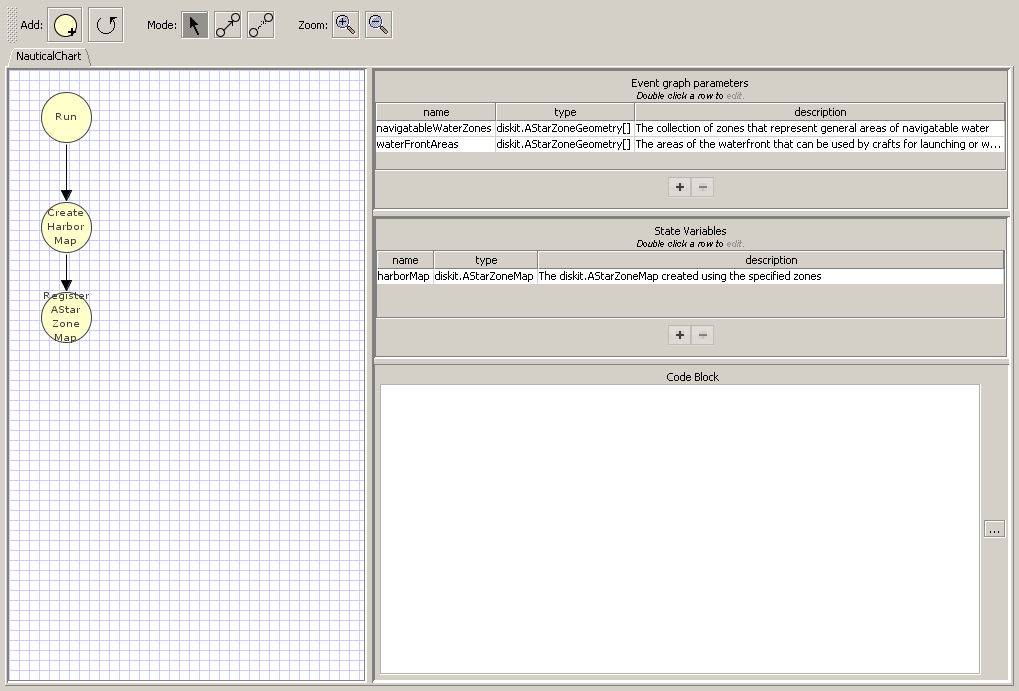 Add: Mode: Zoom:
NauticalChart
Run
Create
Harbor
Map
Register
AStar
Zone
Map
Event graph parameters
Double click a row to edit.
name type description
navigatableWaterZones diskit.AStarZoneGeometry[] The collection of zones that represent general areas of navigatable water
waterFrontAreas diskit.AStarZoneGeometry[] The areas of the waterfront that can be used by crafts for launching or w...
+ −
State Variables
Double click a row to edit.
name type description
harborMap diskit.AStarZoneMap The diskit.AStarZoneMap created using the specified zones
+ −
Code Block
...